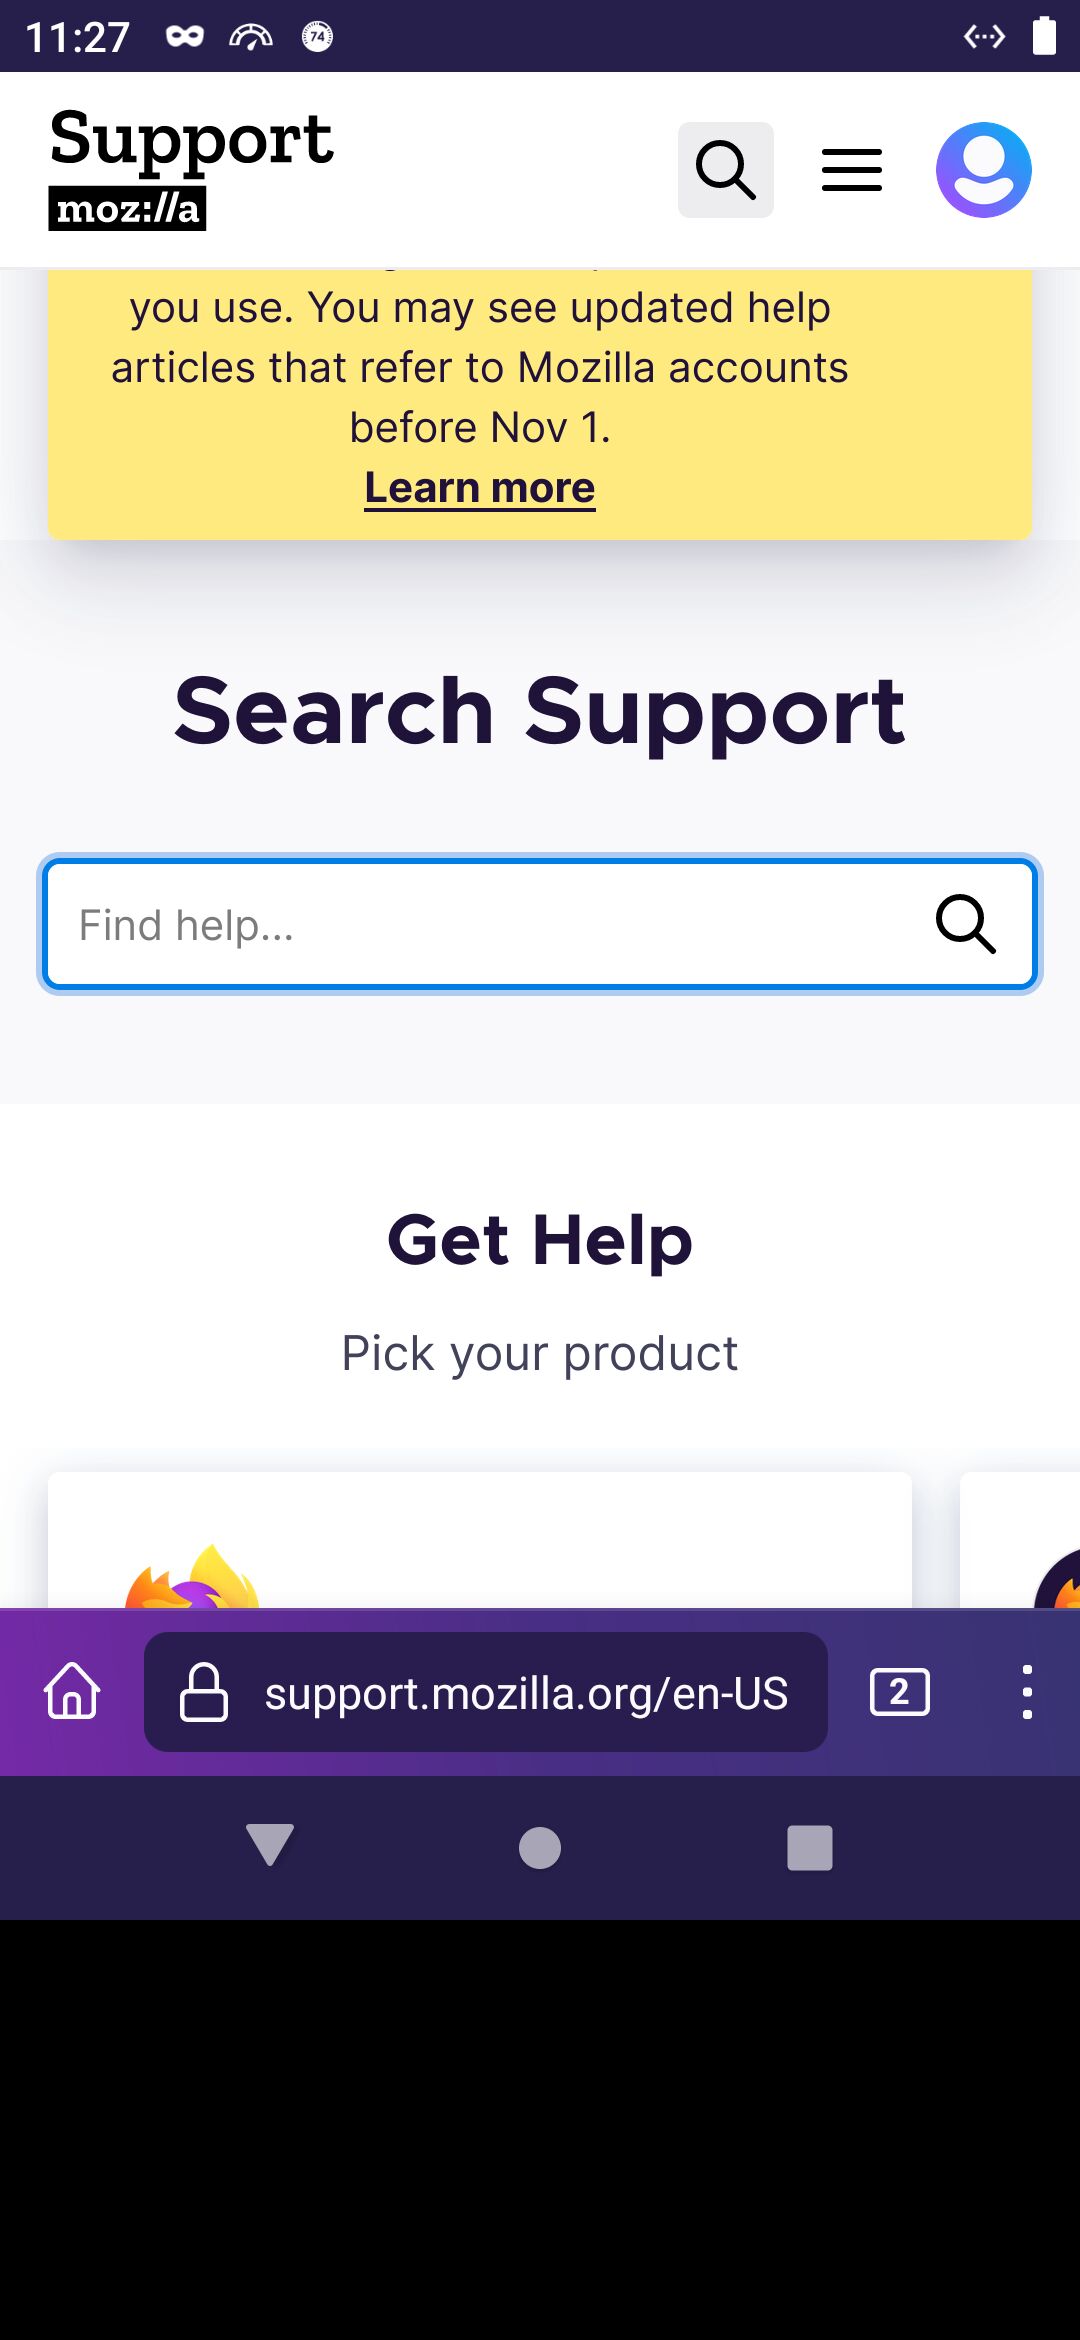 11:27
74
Support
moz://a
you use. You may see updated help
articles that refer to Mozilla accounts
before Nov 1.
Learn more
Search Support
Find help...
Get Help
Pick your product
support.mozilla.org/en-US
2